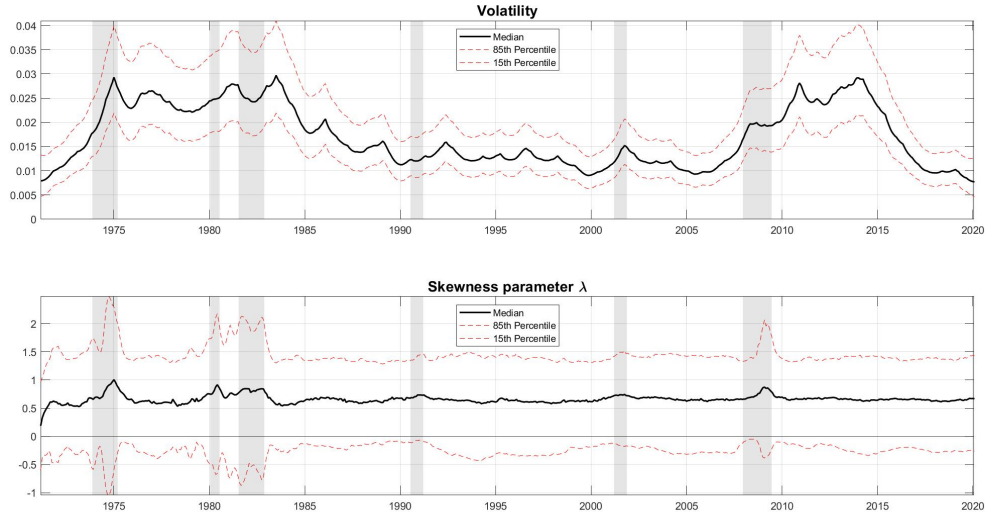 Volatility
Median
85th Percentile
15th Percentile
0.04
0.035
0.03
0.025
0.02
0.015
0.01
0.005
0
1975 1980 1985 1990 1995 2000 2005 2010 2015 2020
Skewness parameter λ
Median
85th Percentile
15th Percentile
2
1.5
1
0.5
0
-0.5
-1
1975 1980 1985 1990 1995 2000 2005 2010 2015 2020